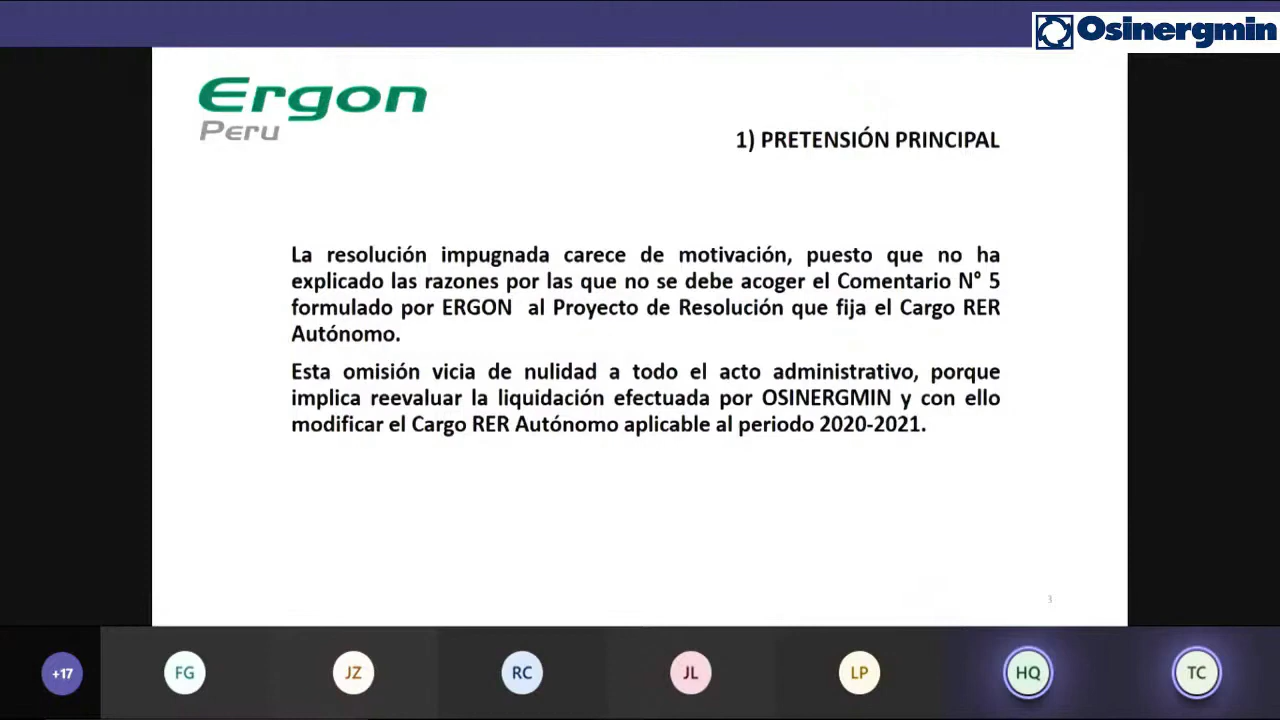 Osinergmin
Ergon
Peru
1) PRETENSIÓN PRINCIPAL
La resolución impugnada carece de motivación, puesto que no ha
explicado las razones por las que no se debe acoger el Comentario N° 5
formulado por ERGON al Proyecto de Resolución que fija el Cargo RER
Autónomo.
Esta omisión vicia de nulidad a todo el acto administrativo, porque
implica reevaluar la liquidación efectuada por OSINERGMIN y con ello
modificar el Cargo RER Autónomo aplicable al periodo 2020-2021.
3
+17
FG
JZ
RC
JL
LP
HQ
TC